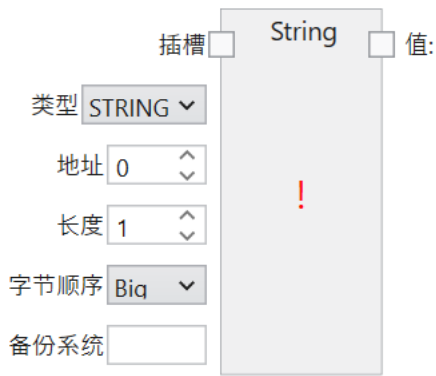 插槽 String 值:
类型 STRING
地址 0
!
长度 1
字节顺序 Big
备份系统